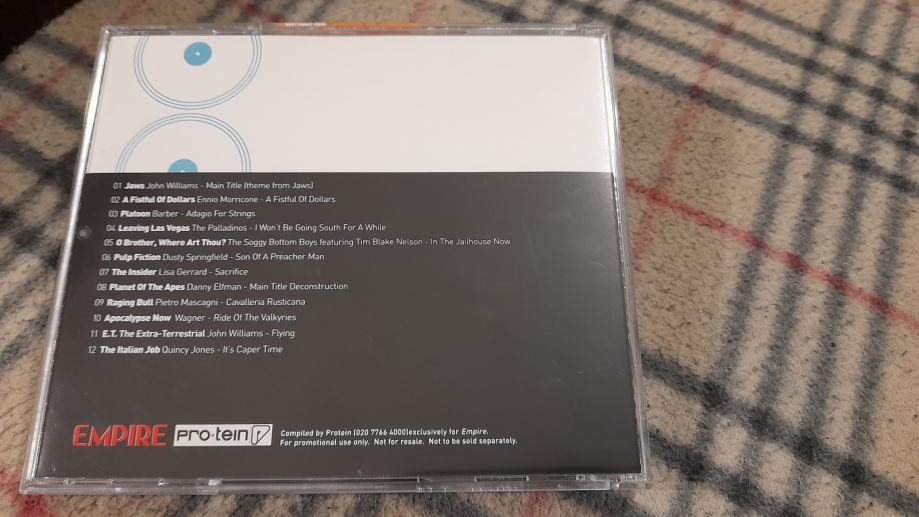 01 Jaws John Williams - Main Title (theme from Jaws)
02 A Fistful Of Dollars Ennio Morricone - A Fistful Of Dollars
03 Platoon Barber - Adagio For Strings
04 Leaving Las Vegas The Palladinos - I Won't Be Going South For A While
05 O Brother, Where Art Thou? The Soggy Bottom Boys featuring Tim Blake Nelson - In The Jailhouse Now
06 Pulp Fiction Dusty Springfield - Son Of A Preacher Man
07 The Insider Lisa Gerrard - Sacrifice
08 Planet Of The Apes Danny Elfman - Main Title Deconstruction
09 Raging Bull Pietro Mascagni - Cavalleria Rusticana
10 Apocalypse Now Wagner - Ride Of The Valkyries
11 E.T. The Extra-Terrestrial John Williams - Flying
12 The Italian Job Quincy Jones - It's Caper Time
EMPIRE pro-tein
Compiled by Protein (020 7766 4000)exclusively for Empire.
For promotional use only. Not for resale. Not to be sold separately.